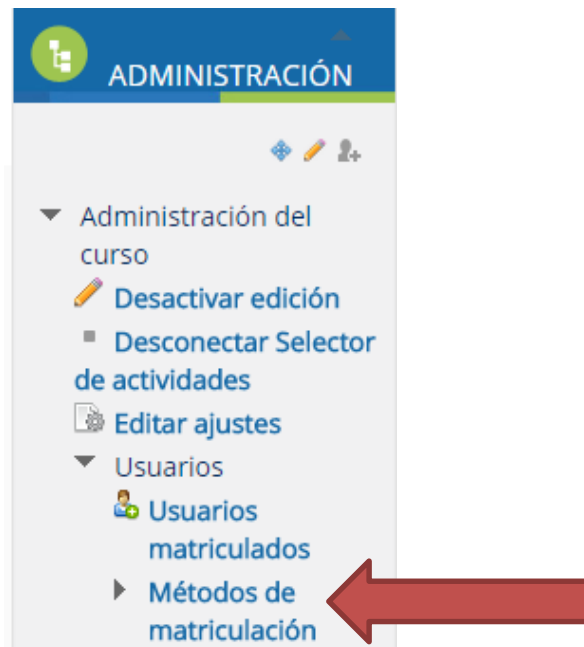 ADMINISTRACIÓN
Administración del
curso
Desactivar edición
Desconectar Selector
de actividades
Editar ajustes
Usuarios
Usuarios
matriculados
Métodos de
matriculación